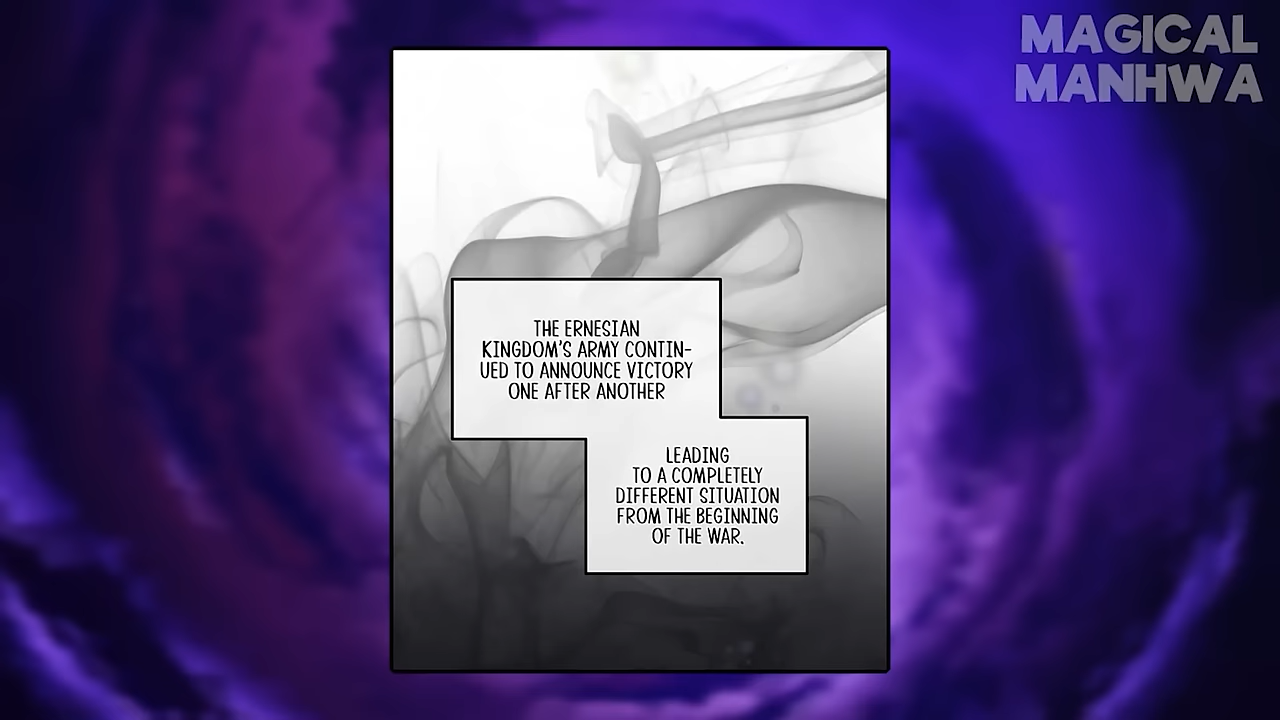 MAGICAL
MANHWA
THE ERNESIAN
KINGDOM'S ARMY CONTIN-
UED TO ANNOUNCE VICTORY
ONE AFTER ANOTHER
LEADING
TO A COMPLETELY
DIFFERENT SITUATION
FROM THE BEGINNING
OF THE WAR.